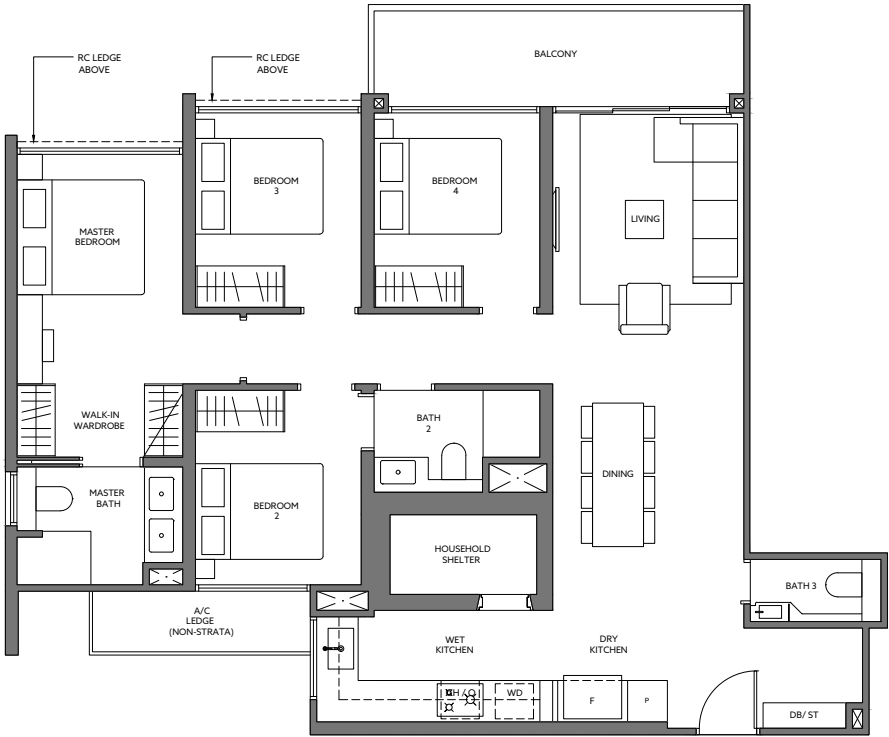 BALCONY
RC LEDGE
ABOVE
RC LEDGE
ABOVE
BEDROOM
3
BEDROOM
4
MASTER
BEDROOM
LIVING
WALK-IN
WARDROBE
BATH
2
MASTER
BATH
DINING
BEDROOM
2
HOUSEHOLD
SHELTER
BATH 3
A/C
LEDGE
(NON-STRATA)
WET
KITCHEN
DRY
KITCHEN
WD
F
P
DB/ ST